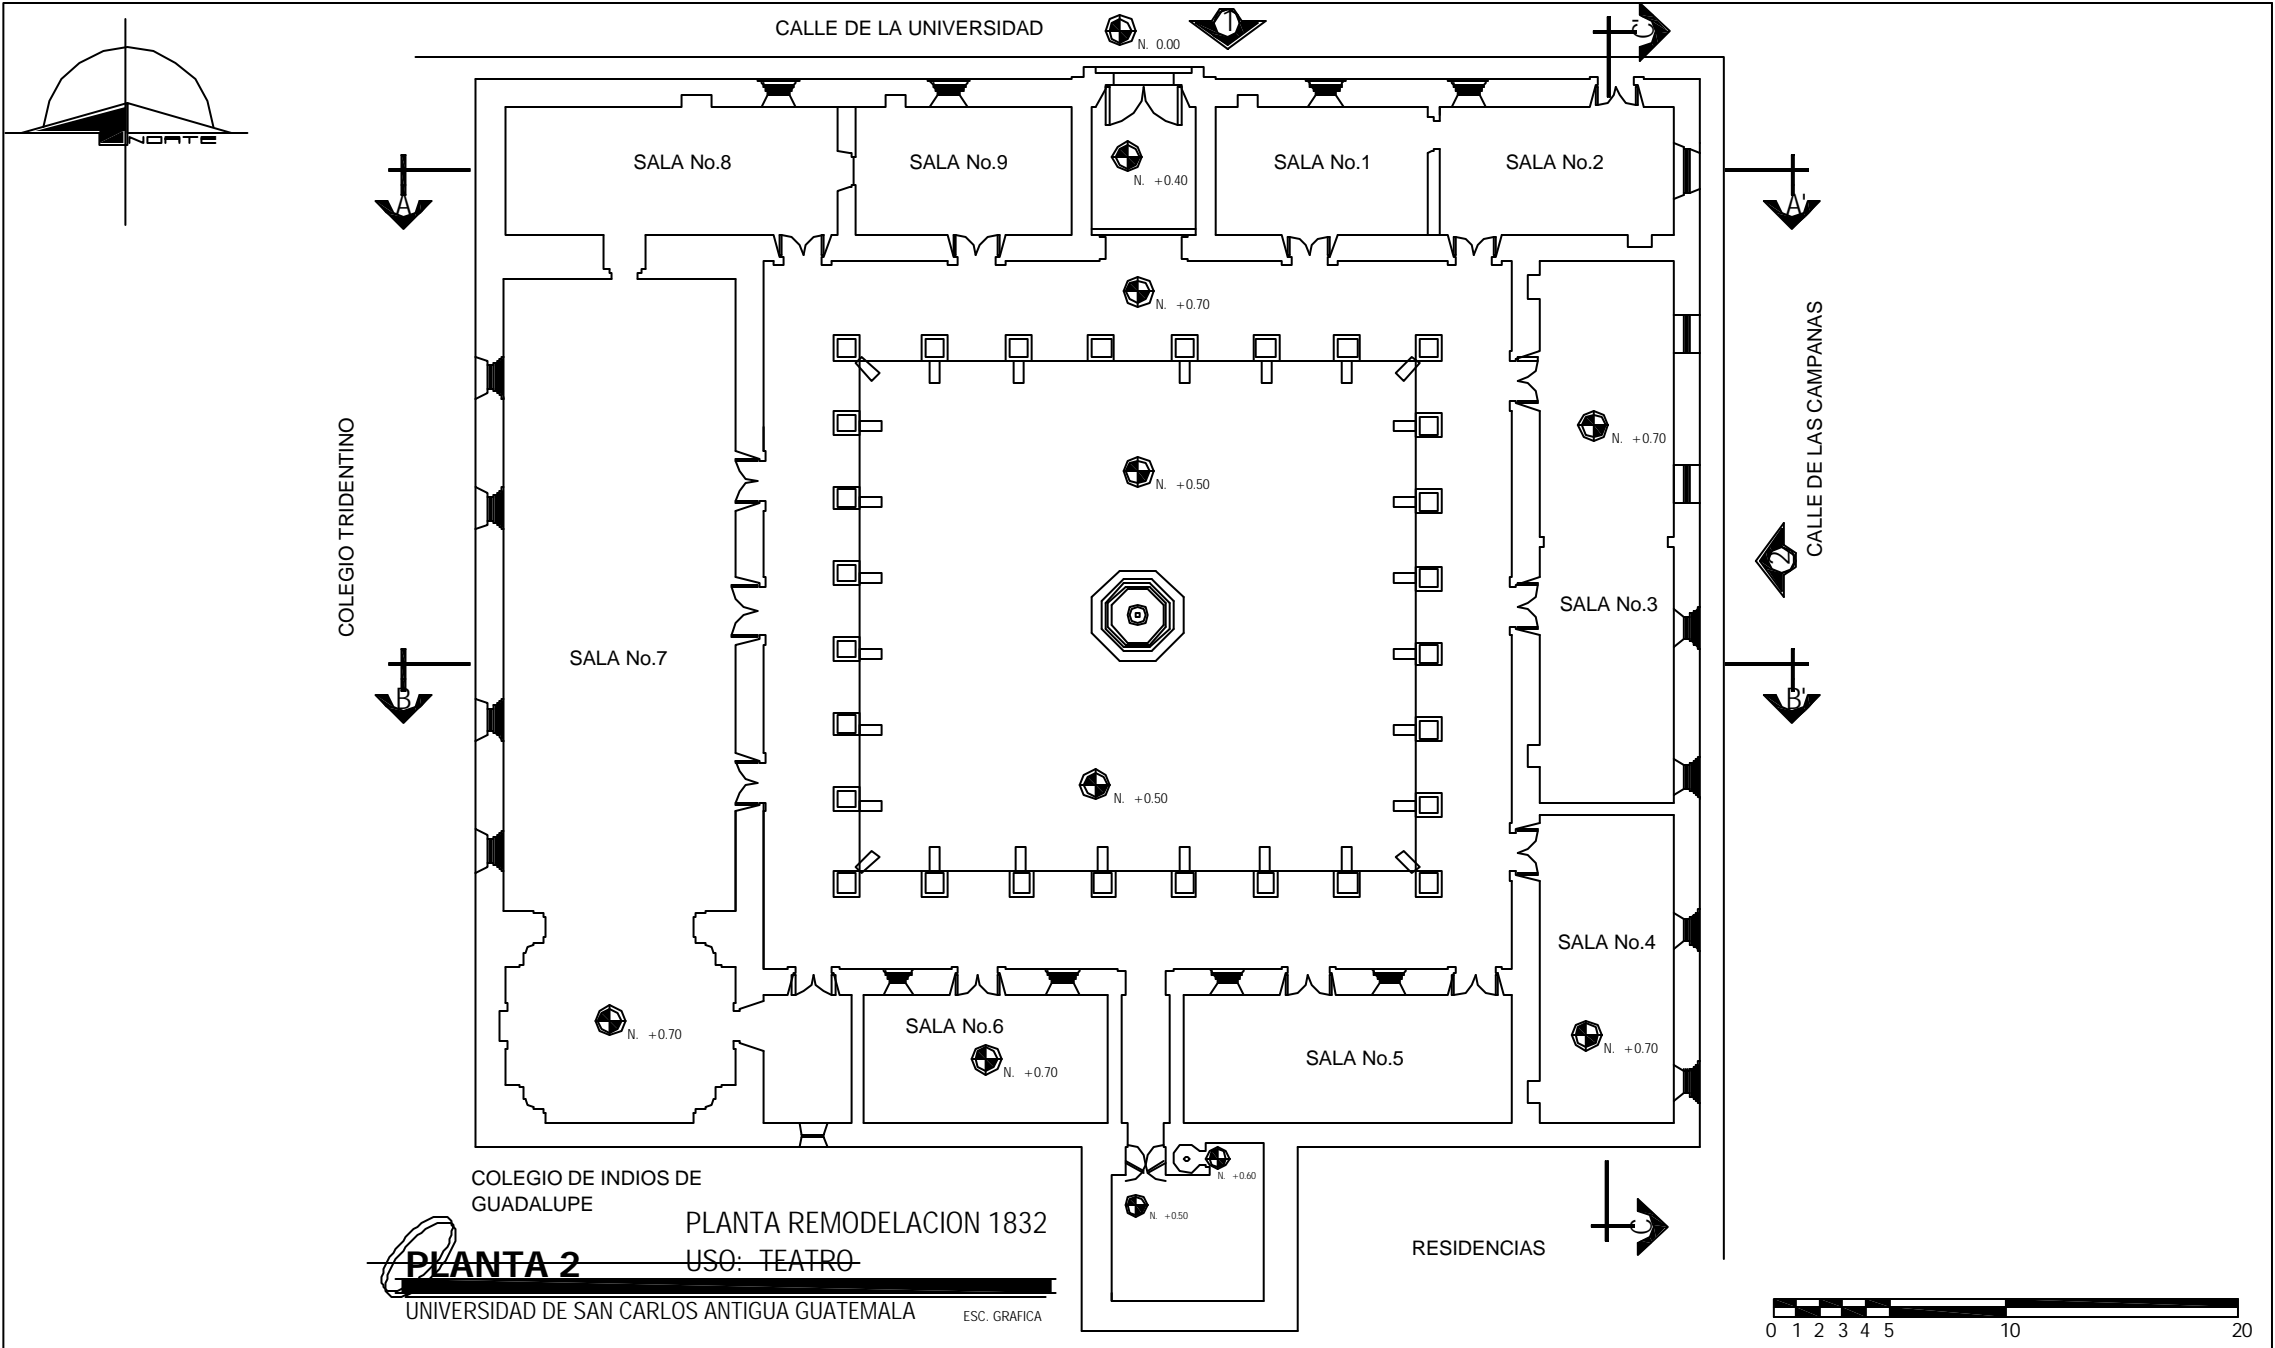 CALLE DE LA UNIVERSIDAD
N. 0.00
1
C'
NORTE
SALA No.8
SALA No.9
N. +0.40
SALA No.1
SALA No.2
A
A'
N. +0.70
COLEGIO TRIDENTINO
CALLE DE LAS CAMPANAS
N. +0.70
N. +0.50
2
SALA No.3
SALA No.7
B
B'
N. +0.50
SALA No.4
SALA No.6
N. +0.70
N. +0.70
SALA No.5
N. +0.70
COLEGIO DE INDIOS DE
GUADALUPE
N. +0.60
N. +0.50
C
RESIDENCIAS
PLANTA REMODELACION 1832
PLANTA 2
USO: TEATRO
UNIVERSIDAD DE SAN CARLOS ANTIGUA GUATEMALA
ESC. GRAFICA
0 1 2 3 4 5 10 20